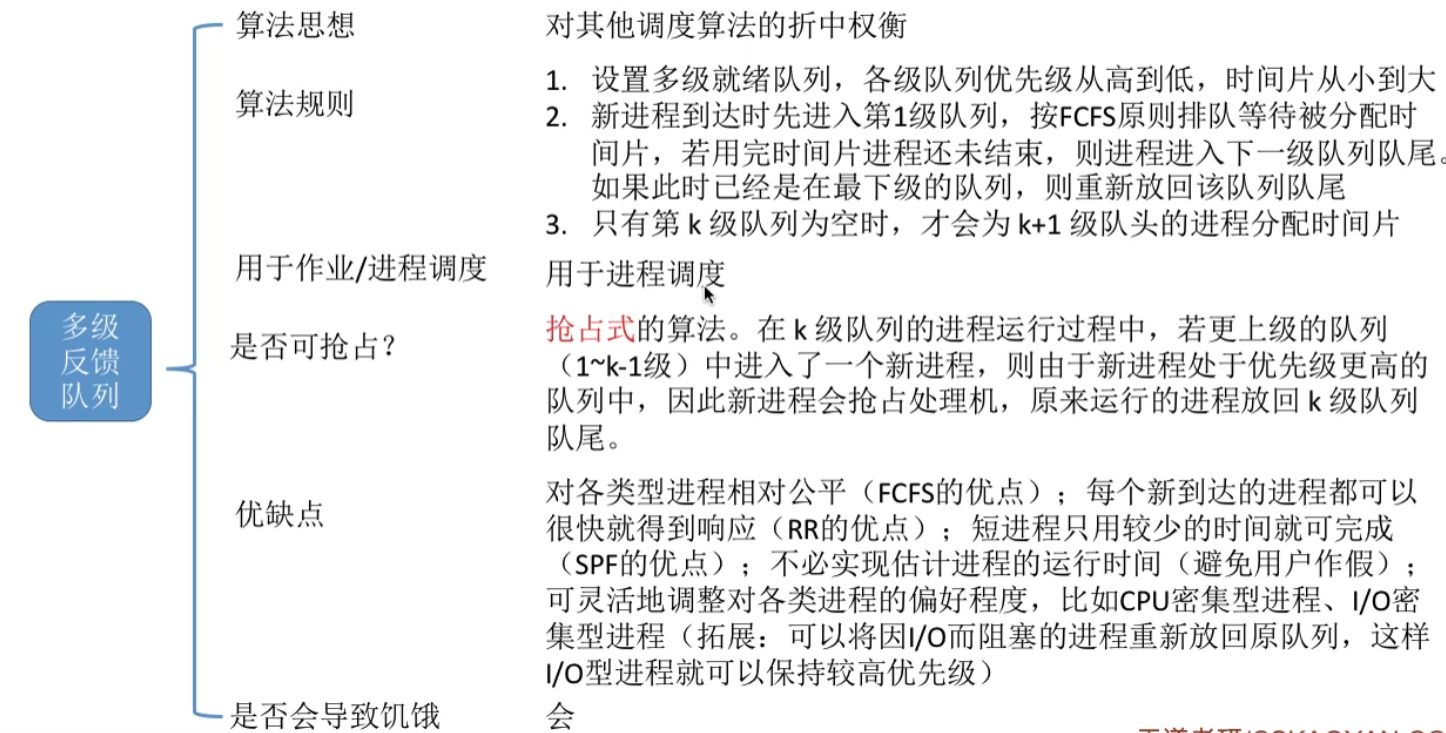 算法思想
对其他调度算法的折中权衡
算法规则
1. 设置多级就绪队列，各级队列优先级从高到低，时间片从小到大
2. 新进程到达时先进入第1级队列，按FCFS原则排队等待被分配时
间片，若用完时间片进程还未结束，则进程进入下一级队列队尾。
如果此时已经是在最下级的队列，则重新放回该队列队尾
3. 只有第 k 级队列为空时，才会为 k+1 级队头的进程分配时间片
用于作业/进程调度
用于进程调度
多级
反馈
队列
是否可抢占？
抢占式的算法。在 k 级队列的进程运行过程中，若更上级的队列
（1~k-1级）中进入了一个新进程，则由于新进程处于优先级更高的
队列中，因此新进程会抢占处理机，原来运行的进程放回 k 级队列
队尾。
优缺点
对各类型进程相对公平（FCFS的优点）；每个新到达的进程都可以
很快就得到响应（RR的优点）；短进程只用较少的时间就可完成
（SPF的优点）；不必实现估计进程的运行时间（避免用户作假）；
可灵活地调整对各类进程的偏好程度，比如CPU密集型进程、I/O密
集型进程（拓展：可以将因I/O而阻塞的进程重新放回原队列，这样
I/O型进程就可以保持较高优先级）
是否会导致饥饿
会